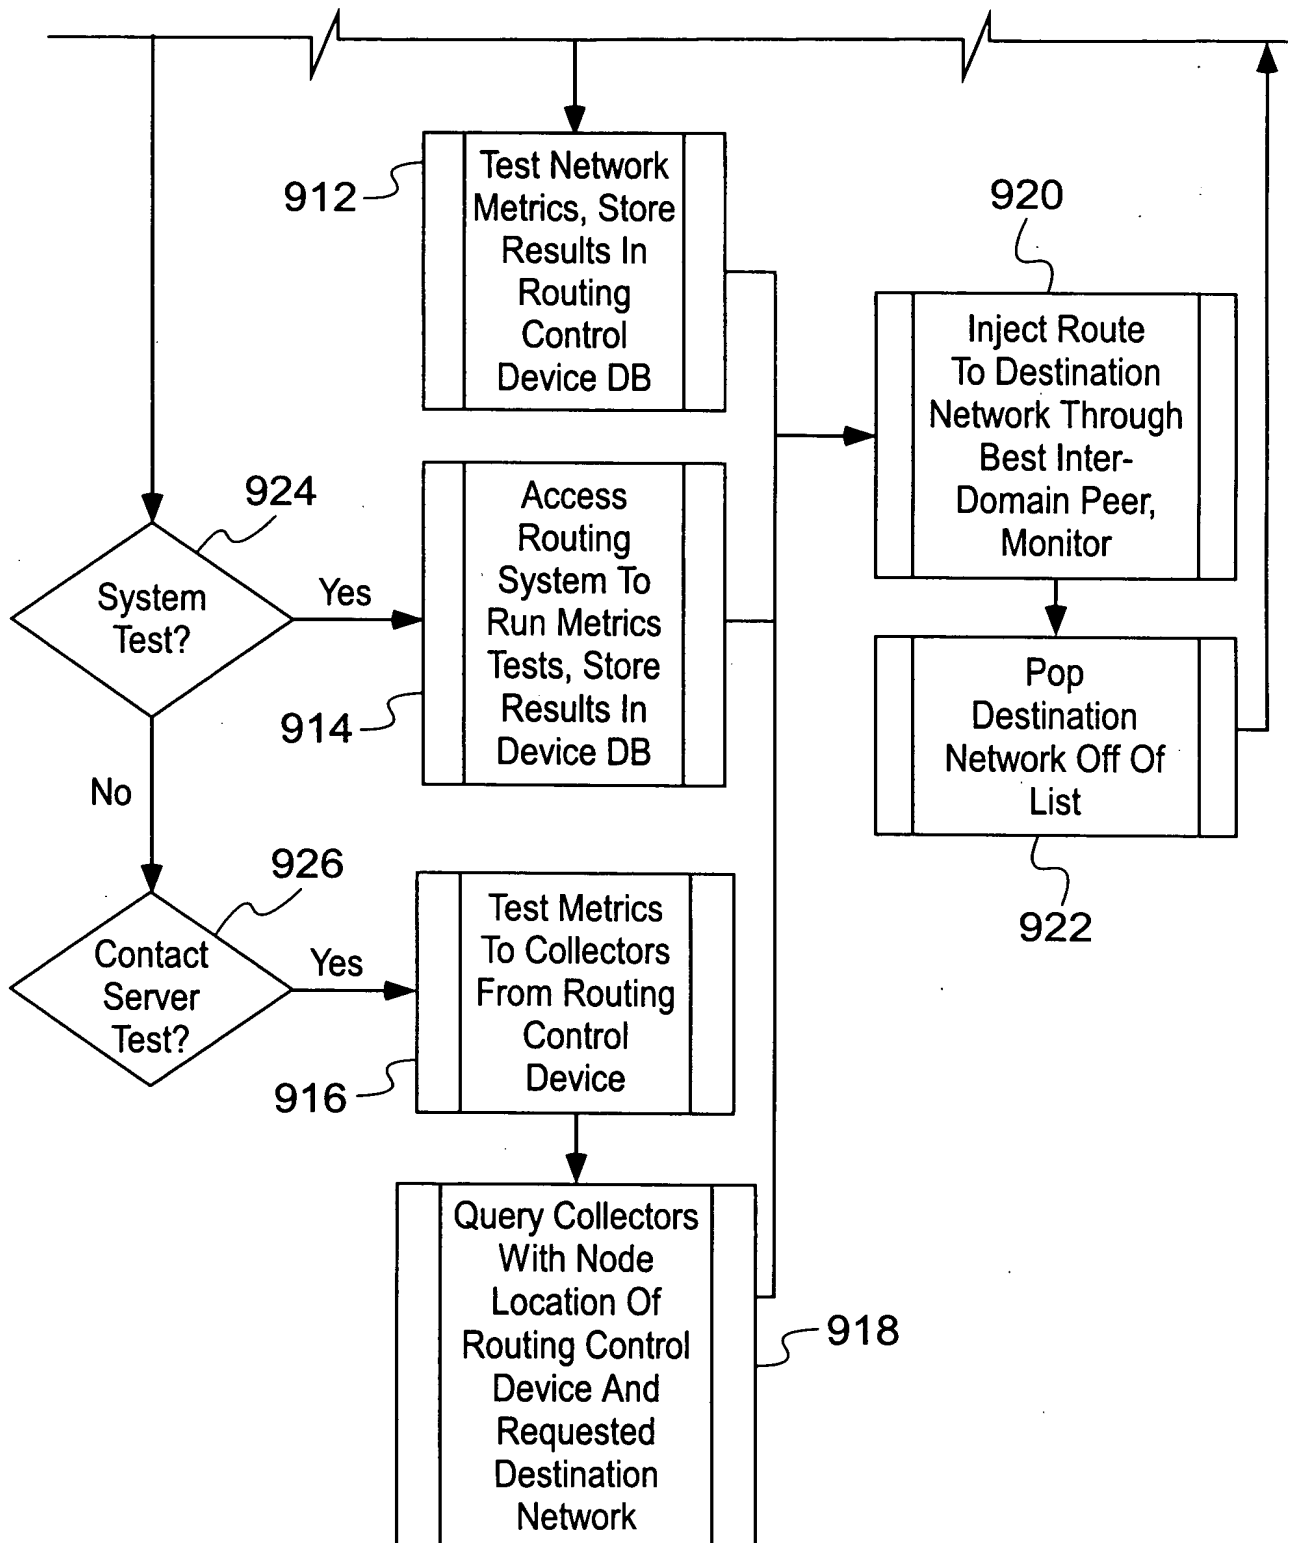 912
Test Network
Metrics, Store
Results In
Routing
Control
Device DB
920
Inject Route
To Destination
Network Through
Best Inter-
Domain Peer,
Monitor
924
System
Test?
Yes
No
914
Access
Routing
System To
Run Metrics
Tests, Store
Results In
Device DB
Pop
Destination
Network Off Of
List
922
926
Contact
Server
Test?
Yes
916
Test Metrics
To Collectors
From Routing
Control
Device
Query Collectors
With Node
Location Of
Routing Control
Device And
Requested
Destination
Network
918